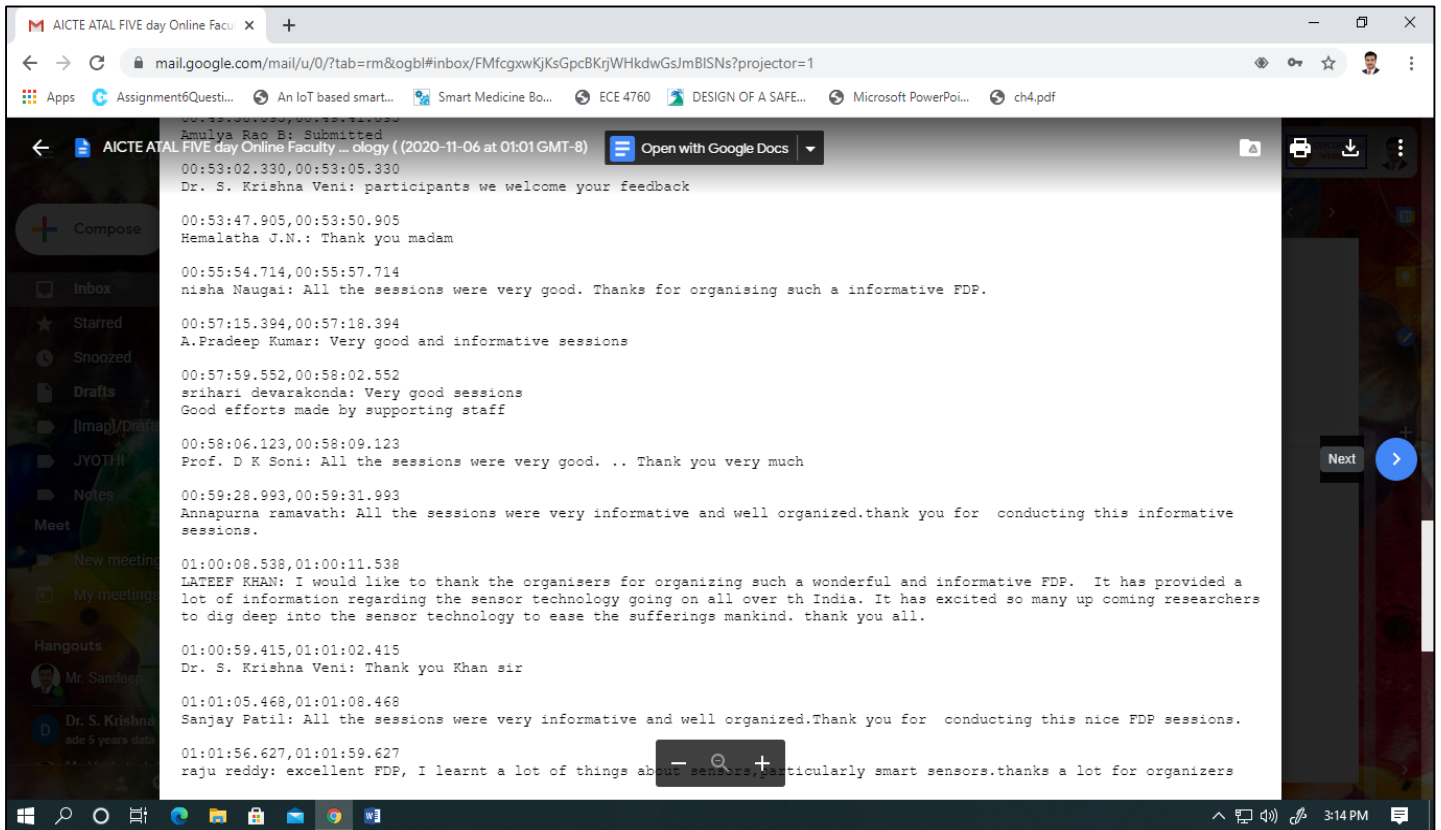 AICTE ATAL FIVE day Online Facul
mail.google.com/mail/u/0/?tab=rm&ogbl#inbox/FMfcgxwKjKsGpcBKrjWHkdwGsJmBlSNs?projector=1
Apps Assignment6Questi... An IoT based smart... Smart Medicine Bo... ECE 4760 DESIGN OF A SAFE... Microsoft PowerPoi... ch4.pdf
Amulya Rao B: Submitted
AICTE ATAL FIVE day Online Faculty ... ology ( (2020-11-06 at 01:01 GMT-8) Open with Google Docs
00:53:02.330,00:53:05.330
Dr. S. Krishna Veni: participants we welcome your feedback
00:53:47.905,00:53:50.905
Hemalatha J.N.: Thank you madam
00:55:54.714,00:55:57.714
nisha Naugai: All the sessions were very good. Thanks for organising such a informative FDP.
00:57:15.394,00:57:18.394
A.Pradeep Kumar: Very good and informative sessions
00:57:59.552,00:58:02.552
srihari devarakonda: Very good sessions
Good efforts made by supporting staff
00:58:06.123,00:58:09.123
Prof. D K Soni: All the sessions were very good. .. Thank you very much
00:59:28.993,00:59:31.993
Annapurna ramavath: All the sessions were very informative and well organized.thank you for  conducting this informative
sessions.
01:00:08.538,01:00:11.538
LATEEF KHAN: I would like to thank the organisers for organizing such a wonderful and informative FDP.  It has provided a
lot of information regarding the sensor technology going on all over th India. It has excited so many up coming researchers
to dig deep into the sensor technology to ease the sufferings mankind. thank you all.
01:00:59.415,01:01:02.415
Dr. S. Krishna Veni: Thank you Khan sir
01:01:05.468,01:01:08.468
Sanjay Patil: All the sessions were very informative and well organized.Thank you for  conducting this nice FDP sessions.
01:01:56.627,01:01:59.627
raju reddy: excellent FDP, I learnt a lot of things about sensors,particularly smart sensors.thanks a lot for organizers
Compose
Inbox
Starred
Snoozed
Drafts
[Imap]/Drafts
JYOTHI
Notes
Meet
New meeting
My meetings
Hangouts
Mr. Sandeep
D Dr. S. Krishna
ade 5 years data
Next
3:14 PM